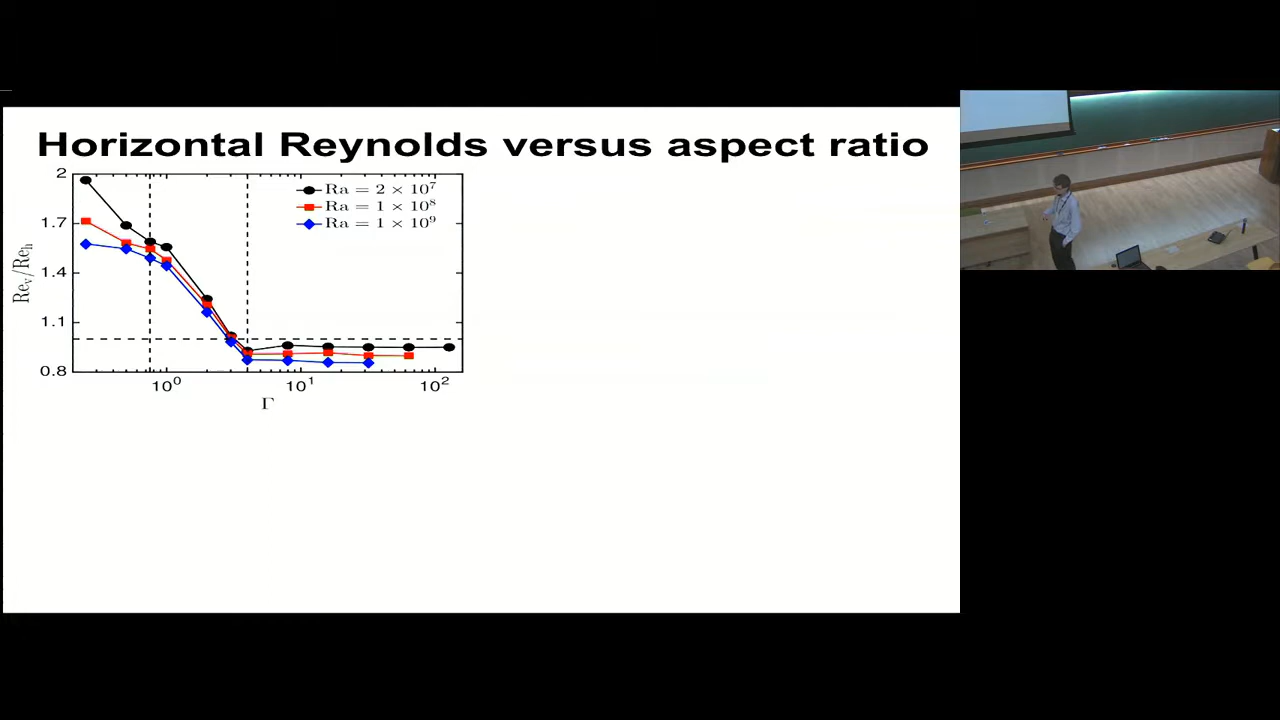 Horizontal Reynolds versus aspect ratio
2
1.7
1.4
1.1
0.8
Re_v/Re_h
Ra = 2 × 10^7
Ra = 1 × 10^8
Ra = 1 × 10^9
10^0
10^1
10^2
Γ